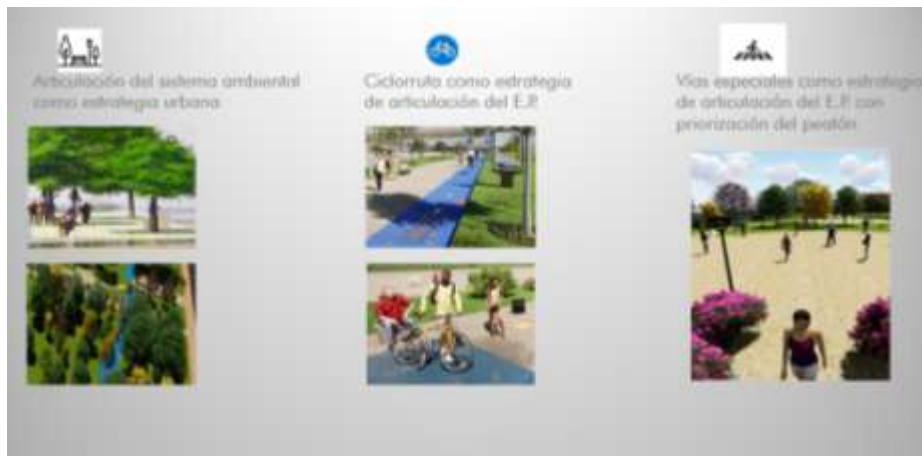 Articulación del sistema ambiental
como estrategia urbana
Ciclorruta como estrategia
de articulación del E.P.
Vías especiales como estrategia
de articulación del E.P. con
priorización del peatón